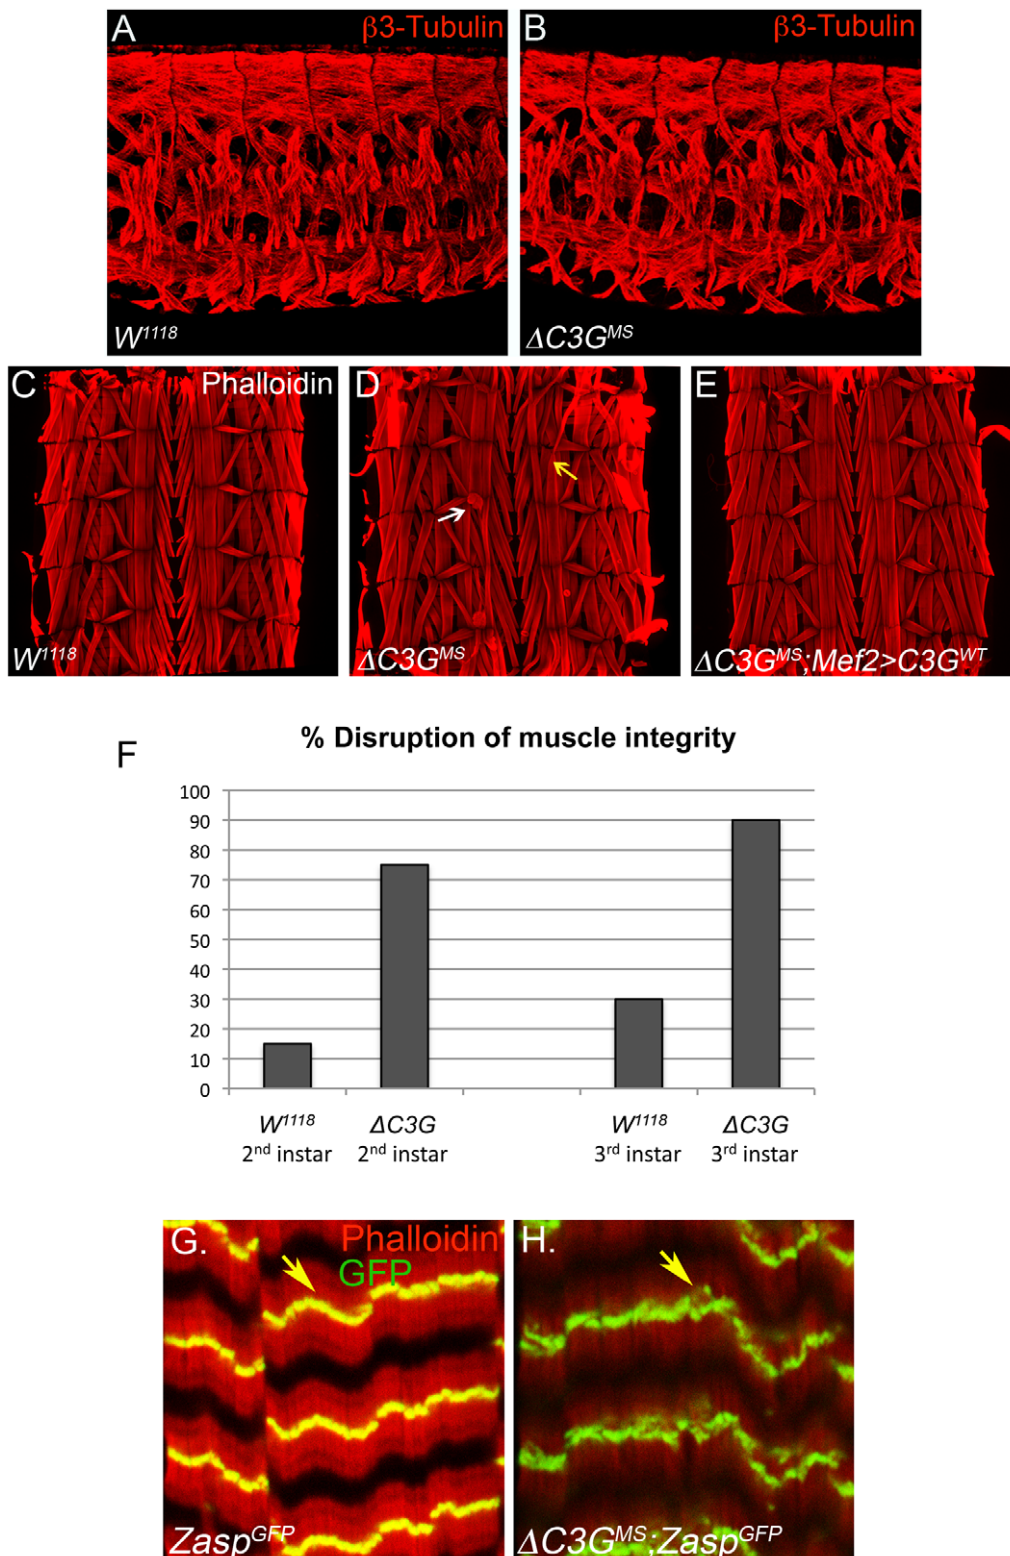 A
β3-Tubulin
W1118
B
β3-Tubulin
ΔC3GMS
C
Phalloidin
W1118
D
ΔC3GMS
E
ΔC3GMS;Mef2>C3GWT
F
% Disruption of muscle integrity
100
90
80
70
60
50
40
30
20
10
0
W1118
2nd instar
ΔC3G
2nd instar
W1118
3rd instar
ΔC3G
3rd instar
G.
Phalloidin
GFP
ZaspGFP
H.
ΔC3GMS;ZaspGFP